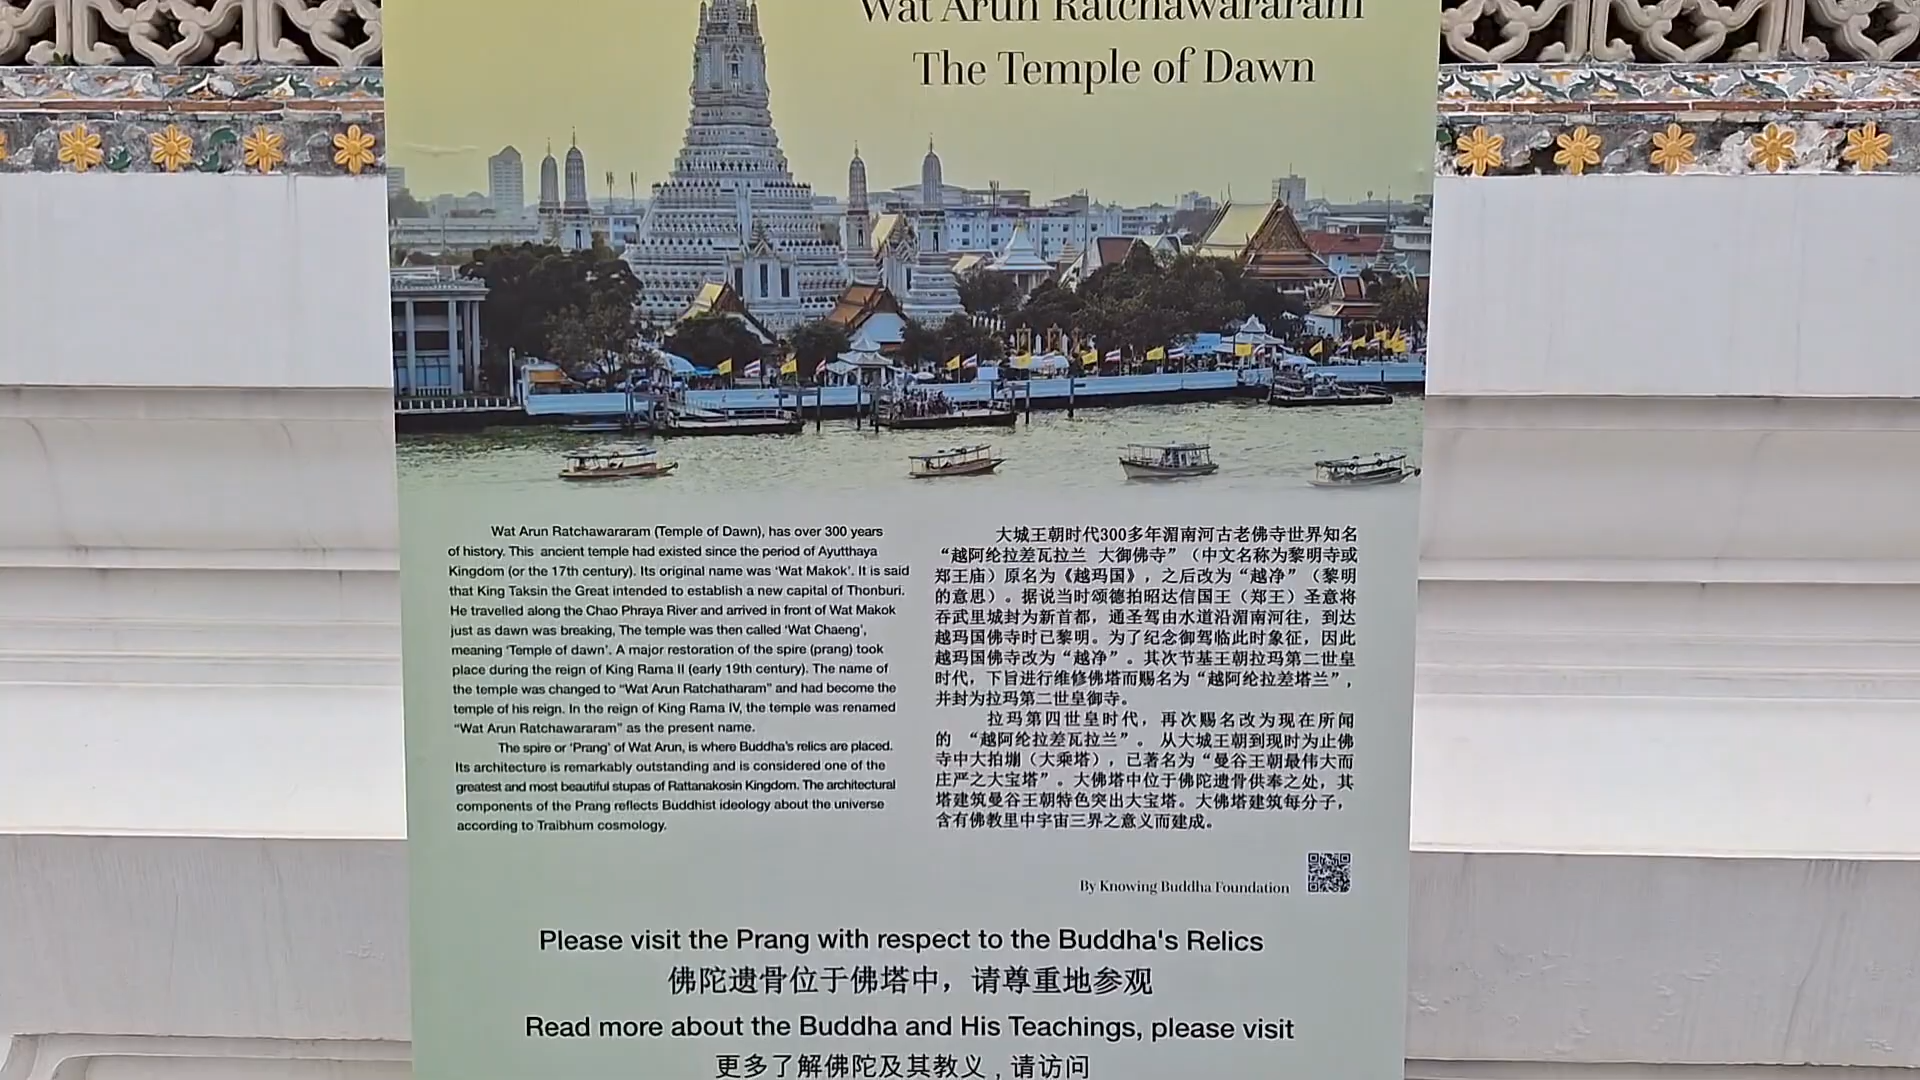 Wat Arun Ratchawararam
The Temple of Dawn
Wat Arun Ratchawararam (Temple of Dawn), has over 300 years
of history. This ancient temple had existed since the period of Ayutthaya
Kingdom (or the 17th century). Its original name was 'Wat Makok'. It is said
that King Taksin the Great intended to establish a new capital of Thonburi.
He travelled along the Chao Phraya River and arrived in front of Wat Makok
just as dawn was breaking, The temple was then called 'Wat Chaeng',
meaning 'Temple of dawn'. A major restoration of the spire (prang) took
place during the reign of King Rama II (early 19th century). The name of
the temple was changed to “Wat Arun Ratchatharam” and had become the
temple of his reign. In the reign of King Rama IV, the temple was renamed
“Wat Arun Ratchawararam” as the present name.
The spire or 'Prang' of Wat Arun, is where Buddha's relics are placed.
Its architecture is remarkably outstanding and is considered one of the
greatest and most beautiful stupas of Rattanakosin Kingdom. The architectural
components of the Prang reflects Buddhist ideology about the universe
according to Traibhum cosmology.
大城王朝时代300多年湄南河古老佛寺世界知名
“越阿纶拉差瓦拉兰 大御佛寺”（中文名称为黎明寺或
郑王庙）原名为《越玛国》，之后改为“越净”（黎明
的意思）。据说当时颂德拍昭达信国王（郑王）圣意将
吞武里城封为新首都，通圣驾由水道沿湄南河往，到达
越玛国佛寺时已黎明。为了纪念御驾临此时象征，因此
越玛国佛寺改为“越净”。其次节基王朝拉玛第二世皇
时代，下旨进行维修佛塔而赐名为“越阿纶拉差塔兰”，
并封为拉玛第二世皇御寺。
拉玛第四世皇时代，再次赐名改为现在所闻
的 “越阿纶拉差瓦拉兰”。 从大城王朝到现时为止佛
寺中大拍塴（大乘塔），已著名为“曼谷王朝最伟大而
庄严之大宝塔”。大佛塔中位于佛陀遗骨供奉之处，其
塔建筑曼谷王朝特色突出大宝塔。大佛塔建筑每分子，
含有佛教里中宇宙三界之意义而建成。
By Knowing Buddha Foundation
Please visit the Prang with respect to the Buddha's Relics
佛陀遗骨位于佛塔中，请尊重地参观
Read more about the Buddha and His Teachings, please visit
更多了解佛陀及其教义 , 请访问